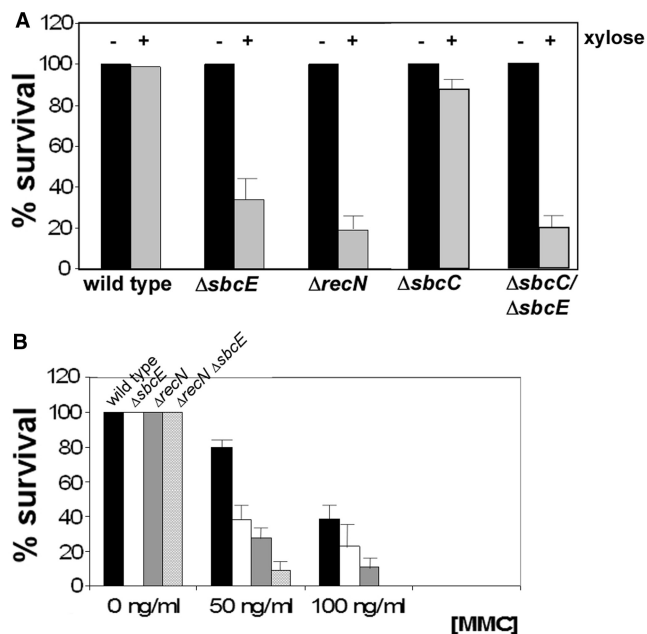 A
120
- + - + - + - + - + xylose
100
80
60
40
20
0
% survival
wild type ΔsbcE ΔrecN ΔsbcC ΔsbcC/
ΔsbcE
B
120
wild type
ΔsbcE
ΔrecN
ΔrecN ΔsbcE
100
80
60
40
20
0
% survival
0 ng/ml 50 ng/ml 100 ng/ml
[MMC]